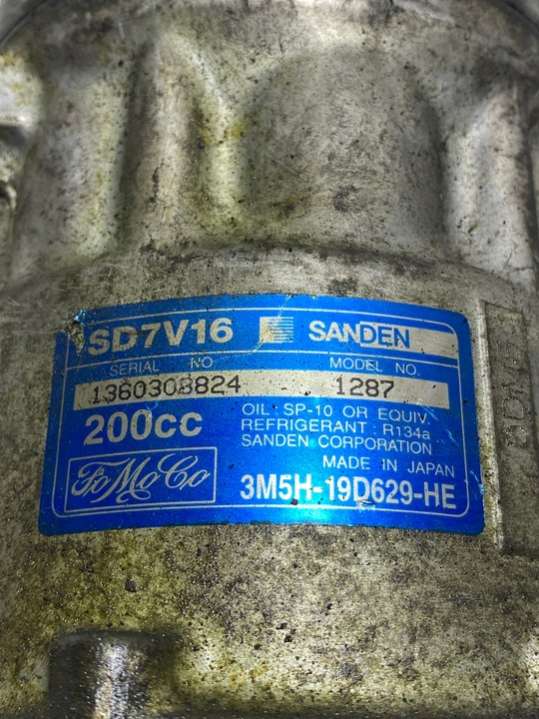 SD7V16 SANDEN
SERIAL NO MODEL NO.
1360308824 1287
200cc
OIL: SP-10 OR EQUIV.
REFRIGERANT: R134a
SANDEN CORPORATION
MADE IN JAPAN
FoMoCo
3M5H-19D629-HE